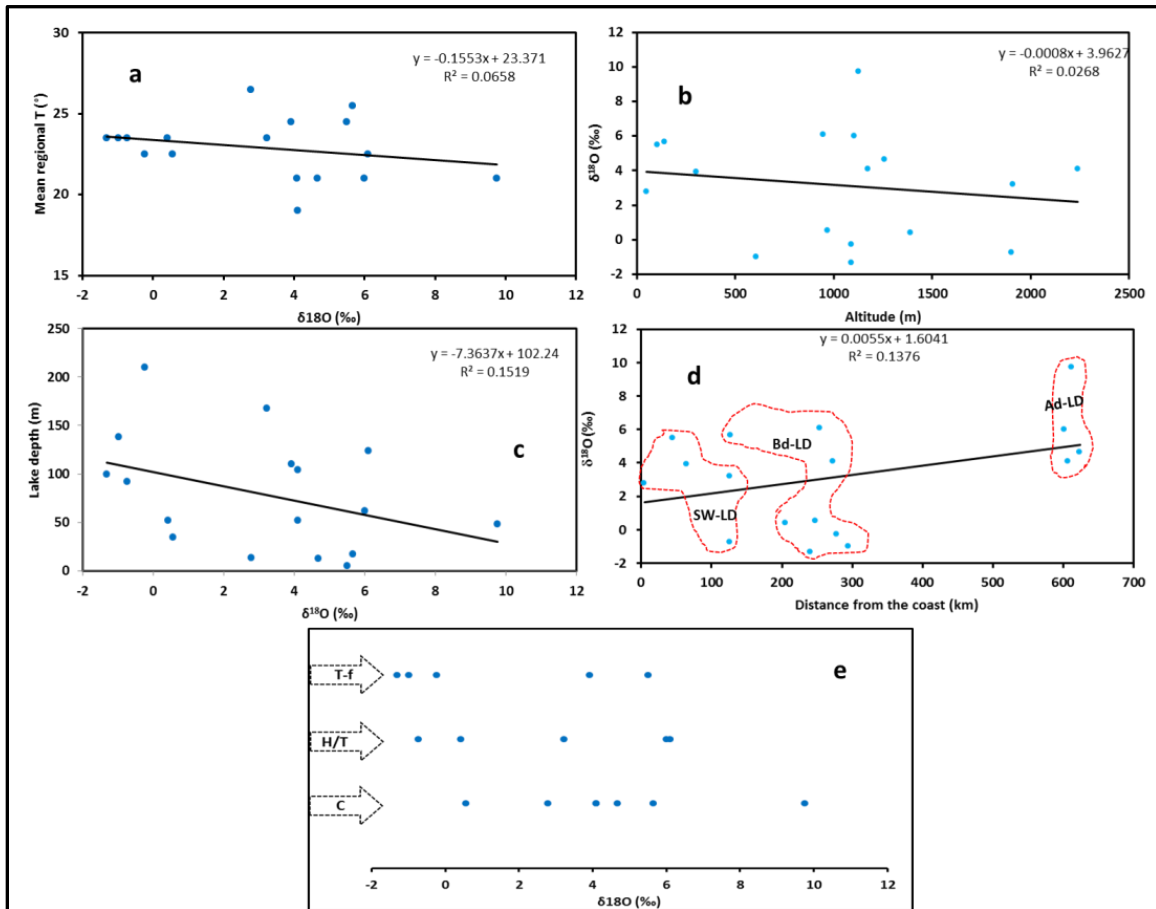 30
25
20
15
Mean regional T (°)
a
y = -0.1553x + 23.371
R² = 0.0658
-2 0 2 4 6 8 10 12
δ18O (‰)
12
10
8
6
4
2
0
-2
δ¹⁸O (‰)
b
y = -0.0008x + 3.9627
R² = 0.0268
0 500 1000 1500 2000 2500
Altitude (m)
250
200
150
100
50
0
Lake depth (m)
c
y = -7.3637x + 102.24
R² = 0.1519
-2 0 2 4 6 8 10 12
δ¹⁸O (‰)
12
10
8
6
4
2
0
-2
δ¹⁸O (‰)
d
y = 0.0055x + 1.6041
R² = 0.1376
SW-LD
Bd-LD
Ad-LD
0 100 200 300 400 500 600 700
Distance from the coast (km)
e
T-f
H/T
C
-2 0 2 4 6 8 10 12
δ18O (‰)